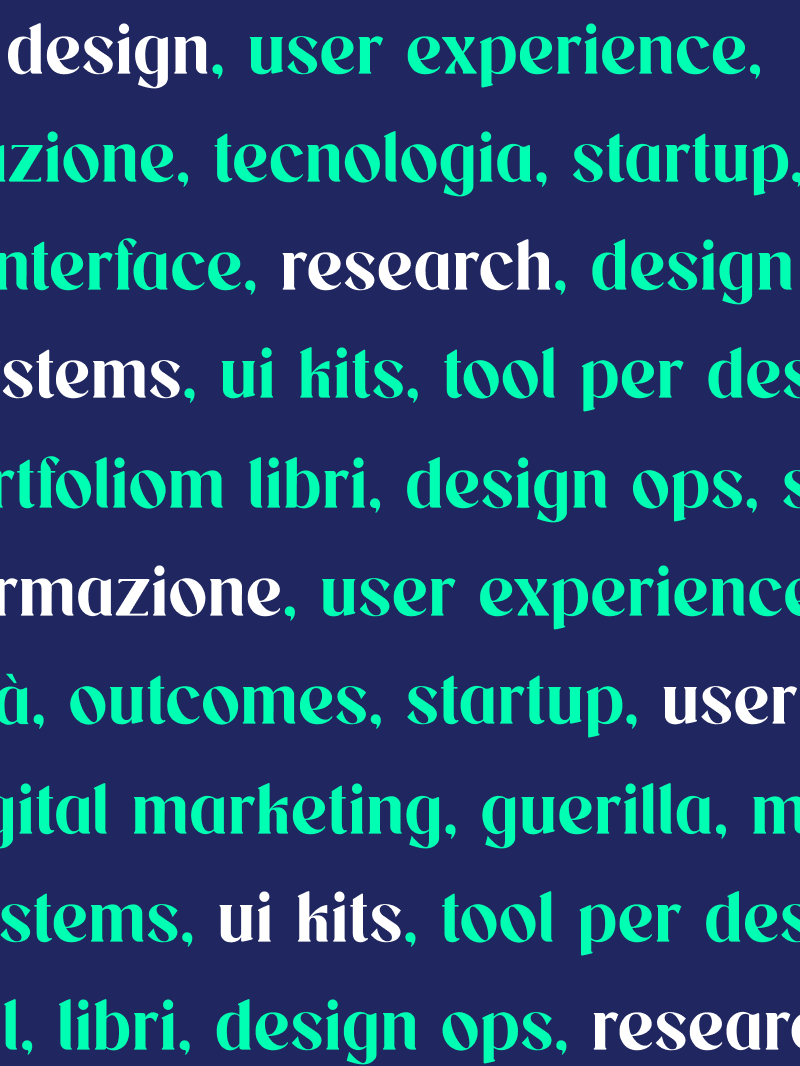 design, user experience,
azione, tecnologia, startup,
nterface, research, design
stems, ui kits, tool per des
rtfoliom libri, design ops, s
rmazione, user experience
à, outcomes, startup, user
gital marketing, guerilla, m
stems, ui kits, tool per des
l, libri, design ops, researc